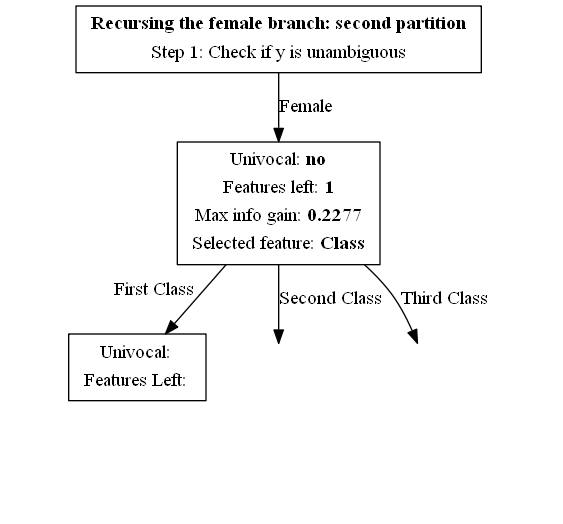 Recursing the female branch: second partition
Step 1: Check if y is unambiguous
Female
Univocal: no
Features left: 1
Max info gain: 0.2277
Selected feature: Class
First Class
Second Class
Third Class
Univocal:
Features Left: